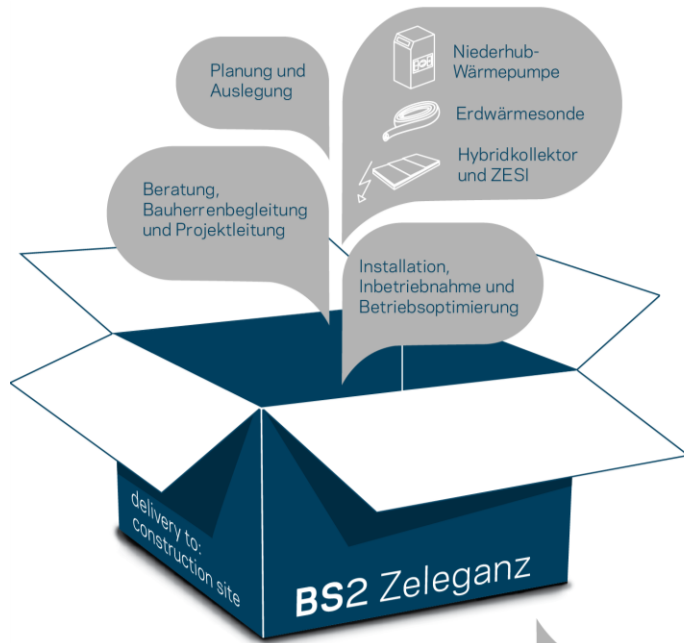 Planung und
Auslegung
Niederhub-
Wärmepumpe
Erdwärmesonde
Hybridkollektor
und ZESI
Beratung,
Bauherrenbegleitung
und Projektleitung
Installation,
Inbetriebnahme und
Betriebsoptimierung
delivery to:
construction site
BS2 Zeleganz